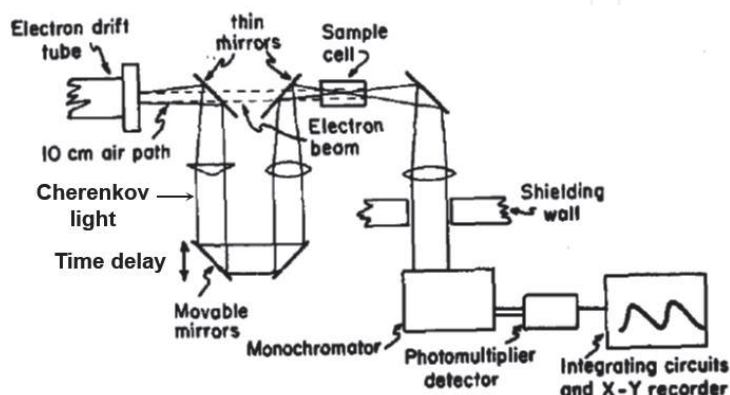 Electron drift
tube
thin
mirrors
Sample
cell
10 cm air path
Electron
beam
Cherenkov
light
Shielding
wall
Time delay
Movable
mirrors
Monochromator
Photomultiplier
detector
Integrating circuits
and X-Y recorder